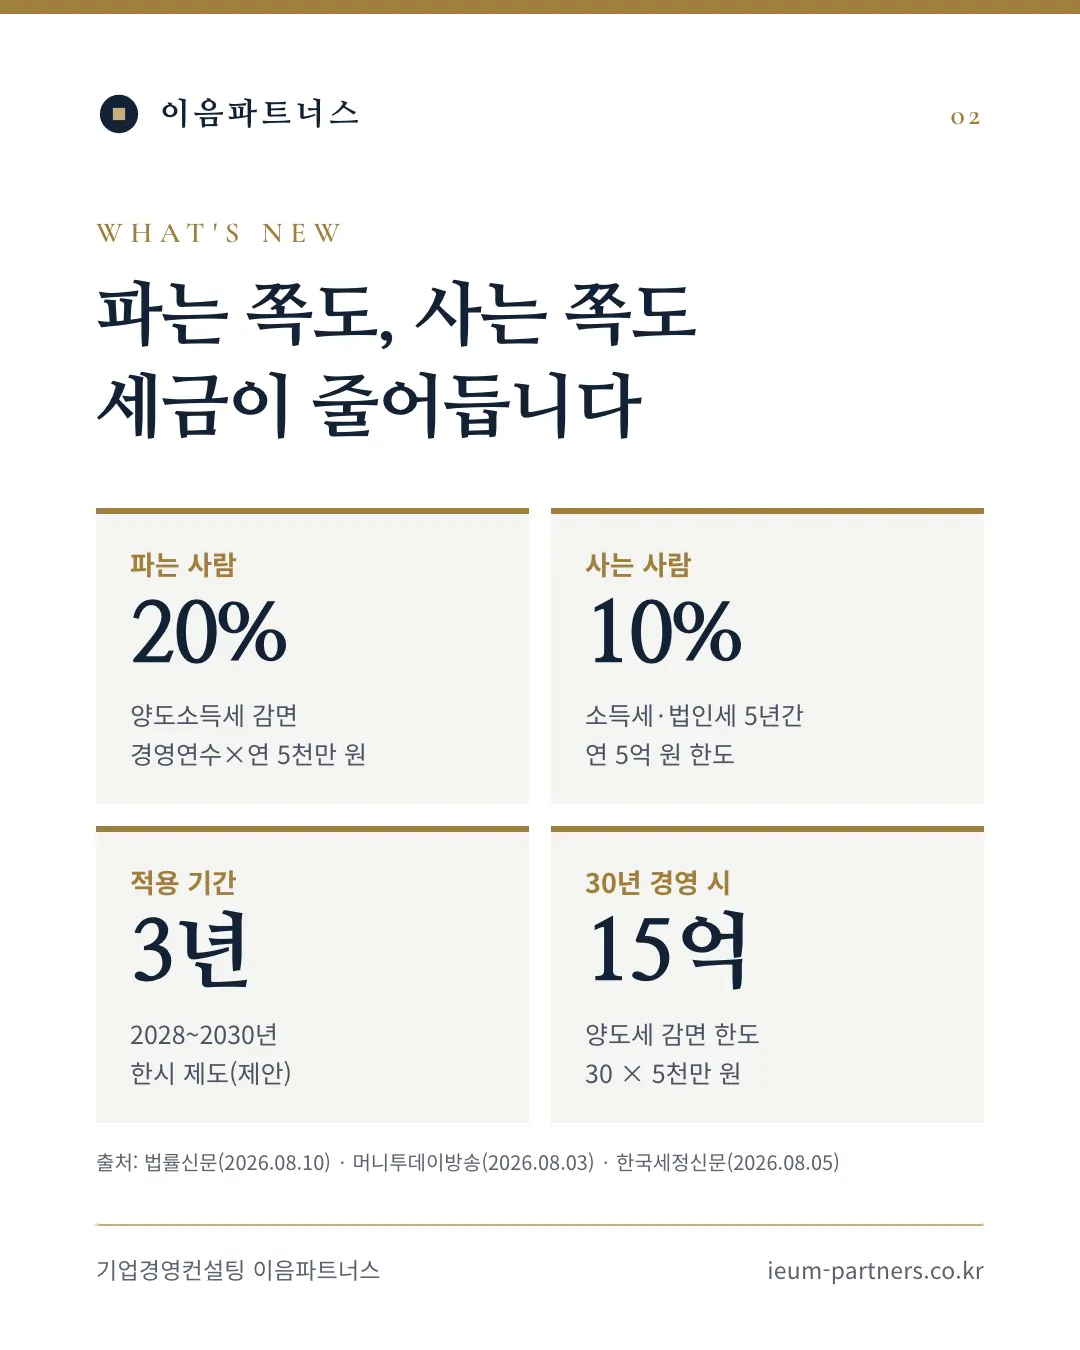 이음파트너스
02
WHAT'S NEW
파는 쪽도, 사는 쪽도
세금이 줄어듭니다
파는 사람
20%
양도소득세 감면
경영연수×연 5천만 원
사는 사람
10%
소득세·법인세 5년간
연 5억 원 한도
적용 기간
3년
2028~2030년
한시 제도(제안)
30년 경영 시
15억
양도세 감면 한도
30 × 5천만 원
출처: 법률신문(2026.08.10) · 머니투데이방송(2026.08.03) · 한국세정신문(2026.08.05)
기업경영컨설팅 이음파트너스
ieum-partners.co.kr